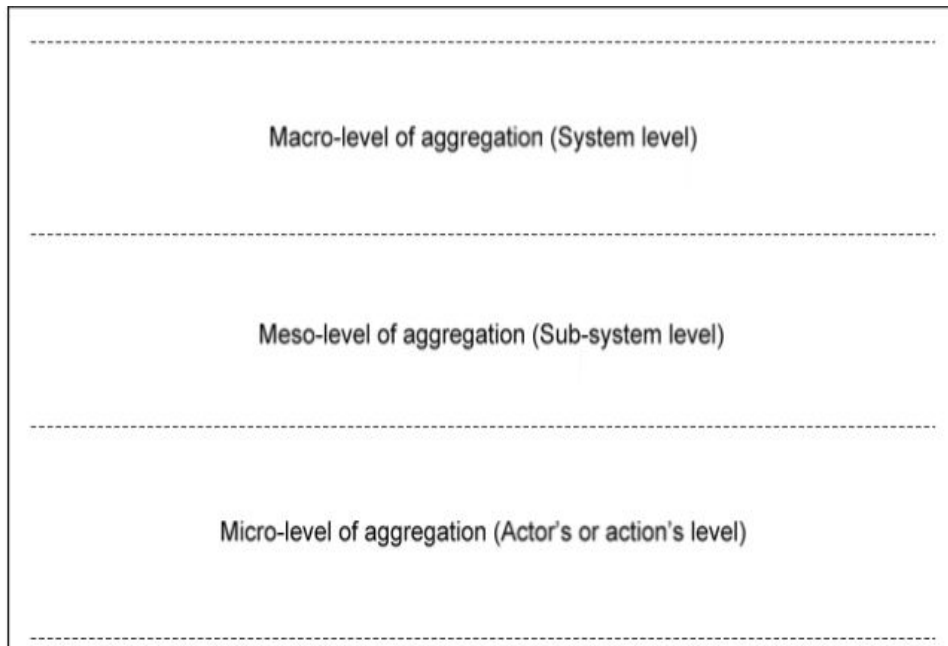 Macro-level of aggregation (System level)
Meso-level of aggregation (Sub-system level)
Micro-level of aggregation (Actor's or action's level)